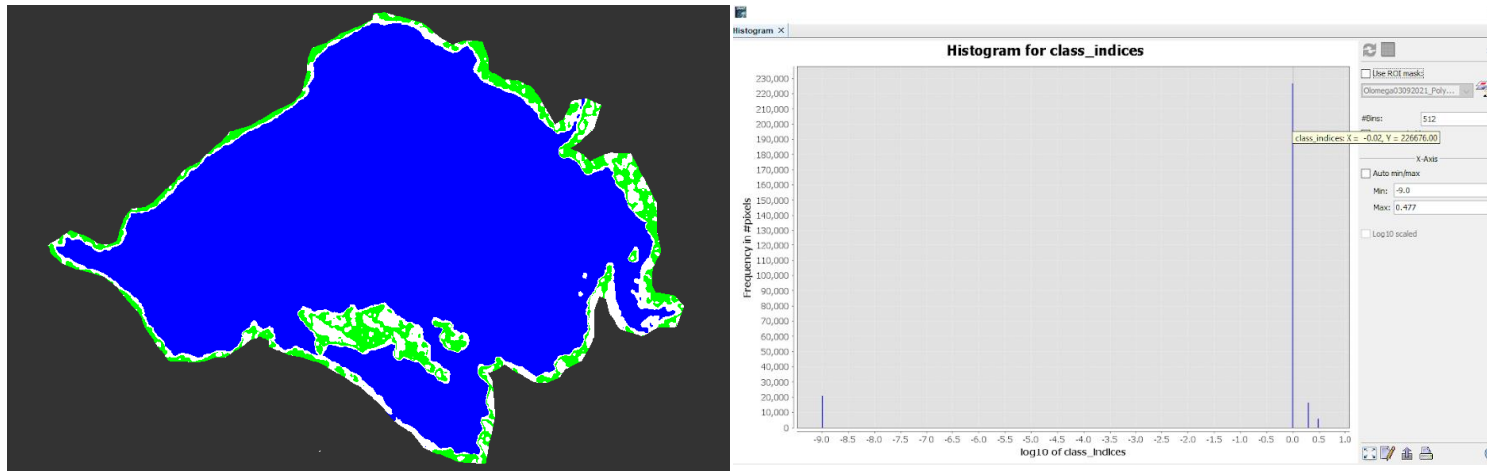 Histogram
Histogram for class_indices
Use ROI mask:
Olomega03092021_Poly...
#Bins: 512
class_indices: X = -0.02, Y = 226676.00
X-Axis
Auto min/max
Min: -9.0
Max: 0.477
Log10 scaled
Frequency in #pixels
230,000
220,000
210,000
200,000
190,000
180,000
170,000
160,000
150,000
140,000
130,000
120,000
110,000
100,000
90,000
80,000
70,000
60,000
50,000
40,000
30,000
20,000
10,000
0
-9.0 -8.5 -8.0 -7.5 -7.0 -6.5 -6.0 -5.5 -5.0 -4.5 -4.0 -3.5 -3.0 -2.5 -2.0 -1.5 -1.0 -0.5 0.0 0.5 1.0
log10 of class_indices